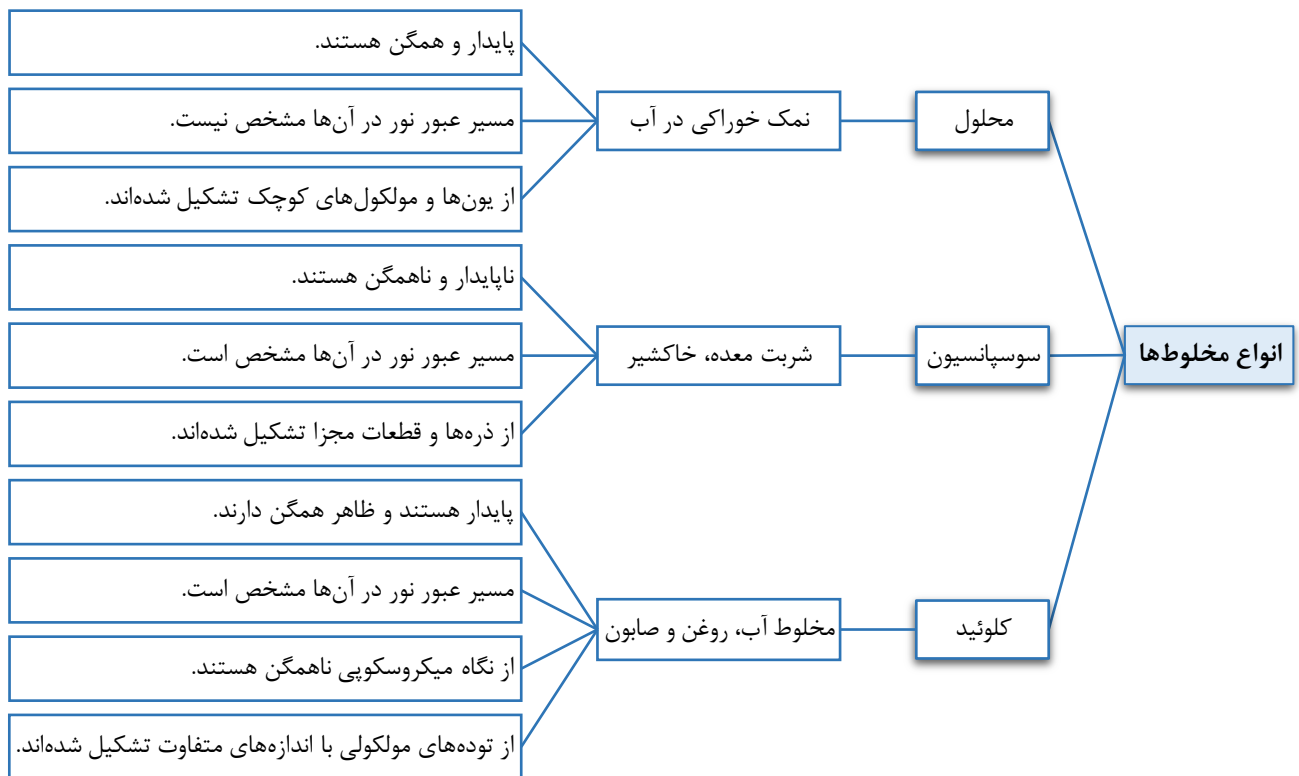 انواع مخلوط‌ها
محلول
نمک خوراکی در آب
پایدار و همگن هستند.
مسیر عبور نور در آن‌ها مشخص نیست.
از یون‌ها و مولکول‌های کوچک تشکیل شده‌اند.
سوسپانسیون
شربت معده، خاکشیر
ناپایدار و ناهمگن هستند.
مسیر عبور نور در آن‌ها مشخص است.
از ذره‌ها و قطعات مجزا تشکیل شده‌اند.
کلوئید
مخلوط آب، روغن و صابون
پایدار هستند و ظاهر همگن دارند.
مسیر عبور نور در آن‌ها مشخص است.
از نگاه میکروسکوپی ناهمگن هستند.
از توده‌های مولکولی با اندازه‌های متفاوت تشکیل شده‌اند.